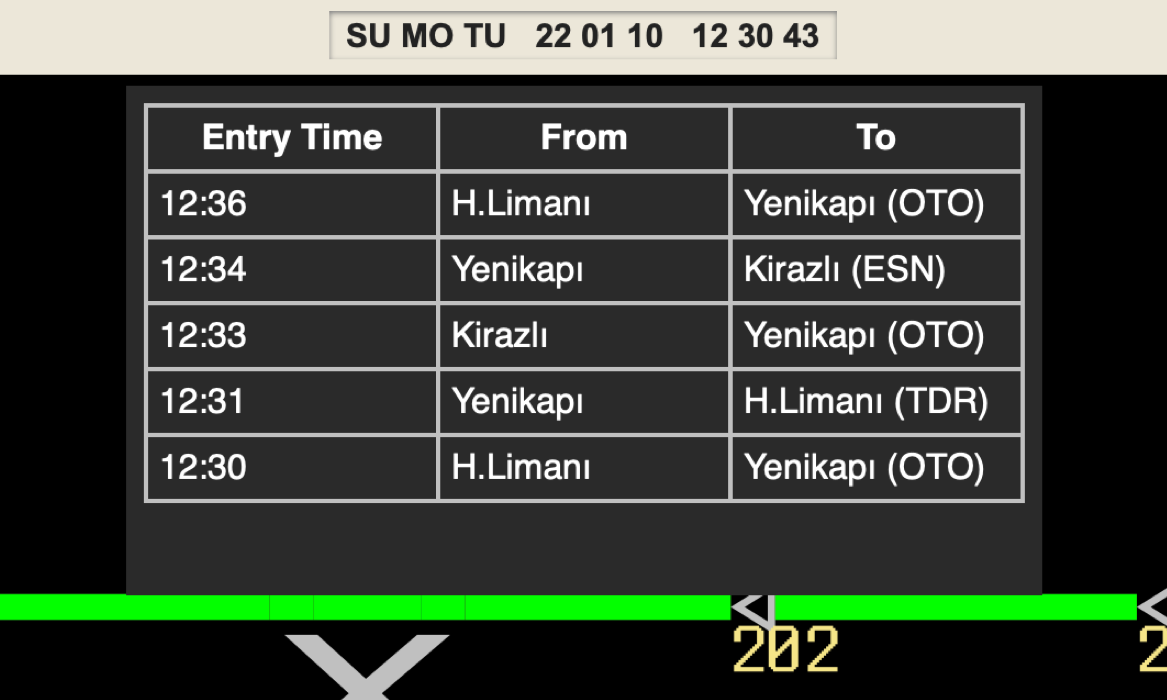 SU MO TU 22 01 10 12 30 43
Entry Time From To
12:36 H.Limanı Yenikapı (OTO)
12:34 Yenikapı Kirazlı (ESN)
12:33 Kirazlı Yenikapı (OTO)
12:31 Yenikapı H.Limanı (TDR)
12:30 H.Limanı Yenikapı (OTO)
202